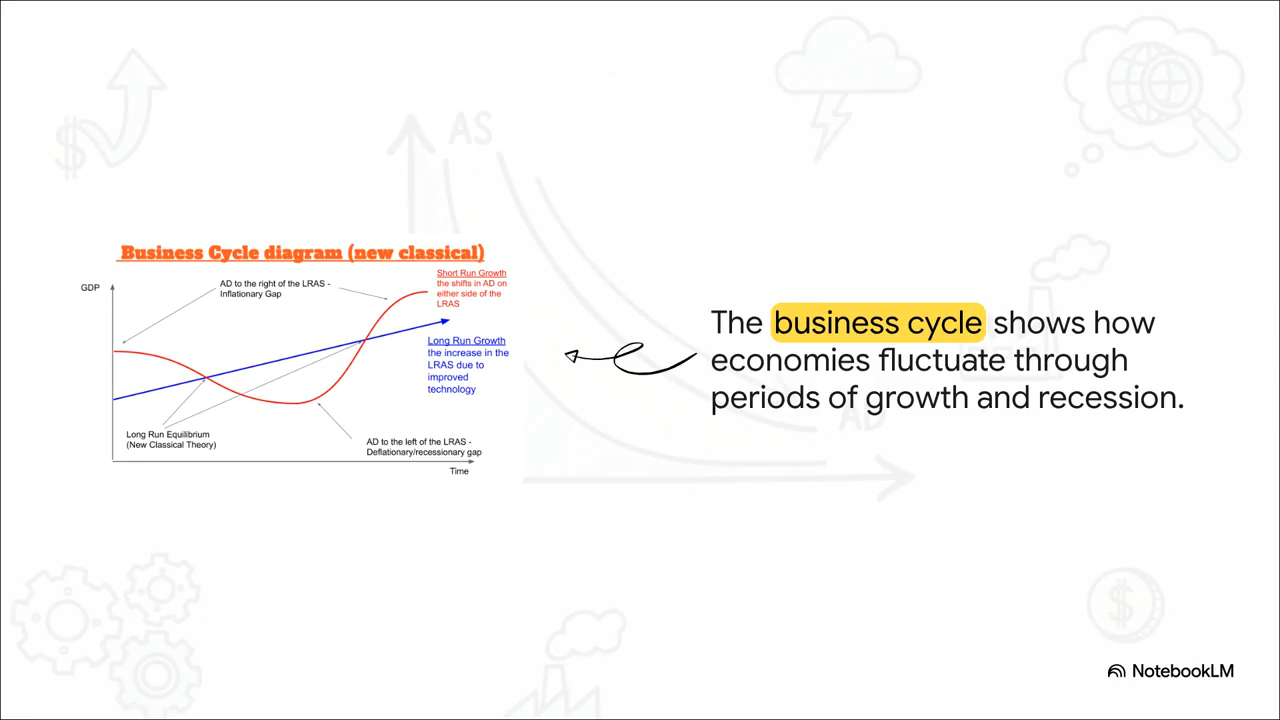 AS
Business Cycle diagram (new classical)
GDP
AD to the right of the LRAS -
Inflationary Gap
Short Run Growth
the shifts in AD on
either side of the
LRAS
Long Run Growth
the increase in the
LRAS due to
improved
technology
Long Run Equilibrium
(New Classical Theory)
AD to the left of the LRAS -
Deflationary/recessionary gap
Time
The business cycle shows how
economies fluctuate through
periods of growth and recession.
AD
$
$
NotebookLM